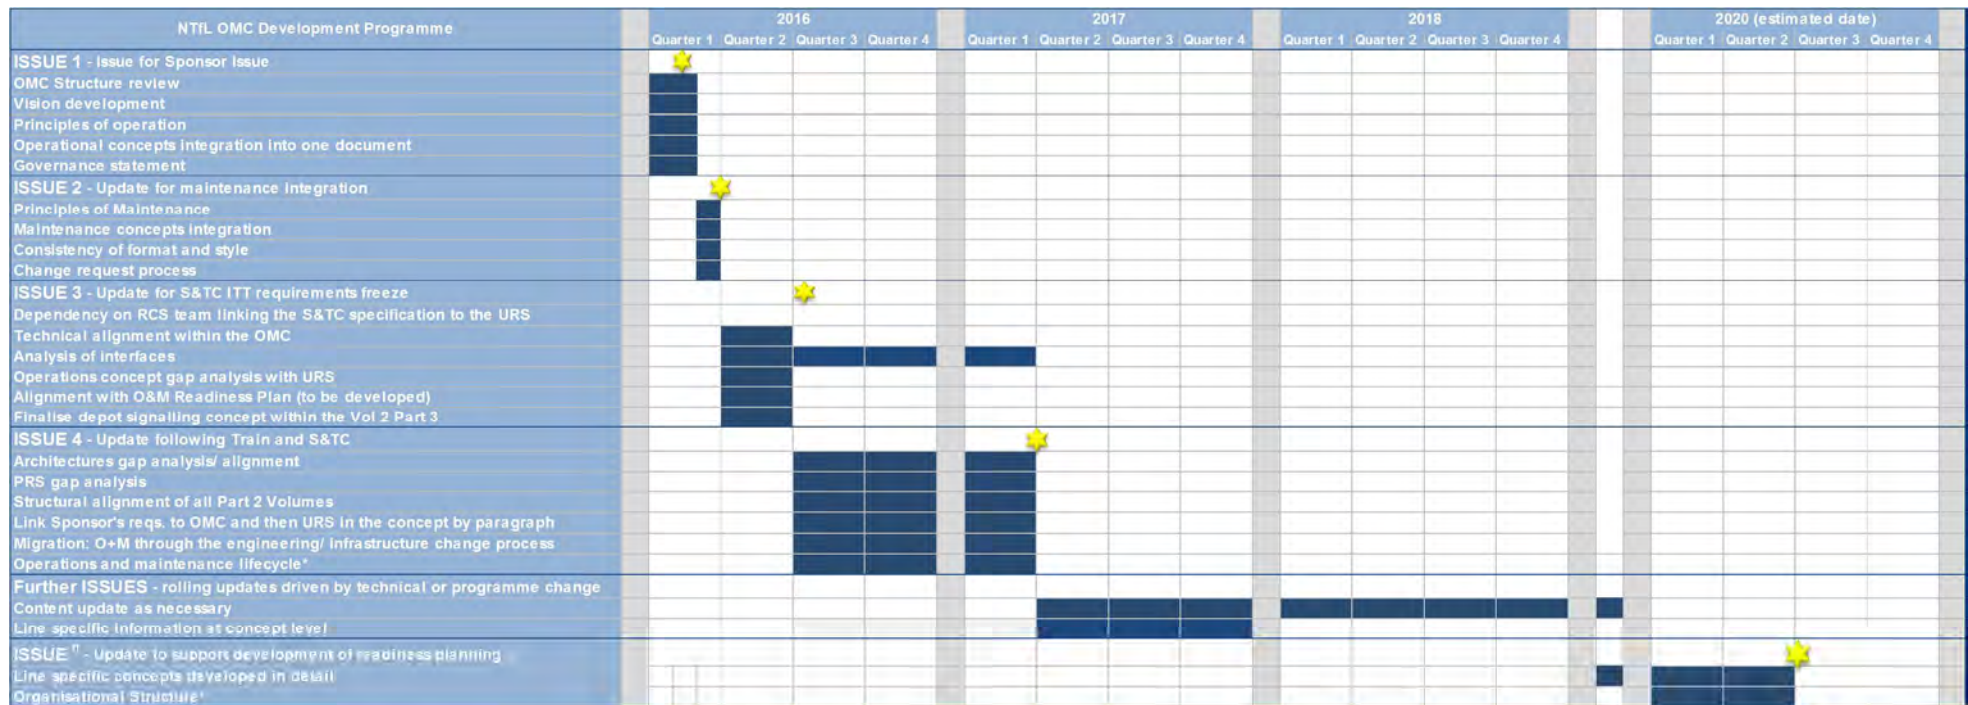 NTfL OMC Development Programme
2016
2017
2018
2020 (estimated date)
Quarter 1 Quarter 2 Quarter 3 Quarter 4 Quarter 1 Quarter 2 Quarter 3 Quarter 4 Quarter 1 Quarter 2 Quarter 3 Quarter 4 Quarter 1 Quarter 2 Quarter 3 Quarter 4
ISSUE 1 - Issue for Sponsor Issue
OMC Structure review
Vision development
Principles of operation
Operational concepts integration into one document
Governance statement
ISSUE 2 - Update for maintenance integration
Principles of Maintenance
Maintenance concepts integration
Consistency of format and style
Change request process
ISSUE 3 - Update for S&TC ITT requirements freeze
Dependency on RCS team linking the S&TC specification to the URS
Technical alignment within the OMC
Analysis of interfaces
Operations concept gap analysis with URS
Alignment with O&M Readiness Plan (to be developed)
Finalise depot signalling concept within the Vol 2 Part 3
ISSUE 4 - Update following Train and S&TC
Architectures gap analysis/ alignment
PRS gap analysis
Structural alignment of all Part 2 Volumes
Link Sponsor's reqs. to OMC and then URS in the concept by paragraph
Migration: O+M through the engineering/ infrastructure change process
Operations and maintenance lifecycle*
Further ISSUES - rolling updates driven by technical or programme change
Content update as necessary
Line specific information at concept level
ISSUE n - Update to support development of readiness planning
Line specific concepts developed in detail
Organisational Structure*